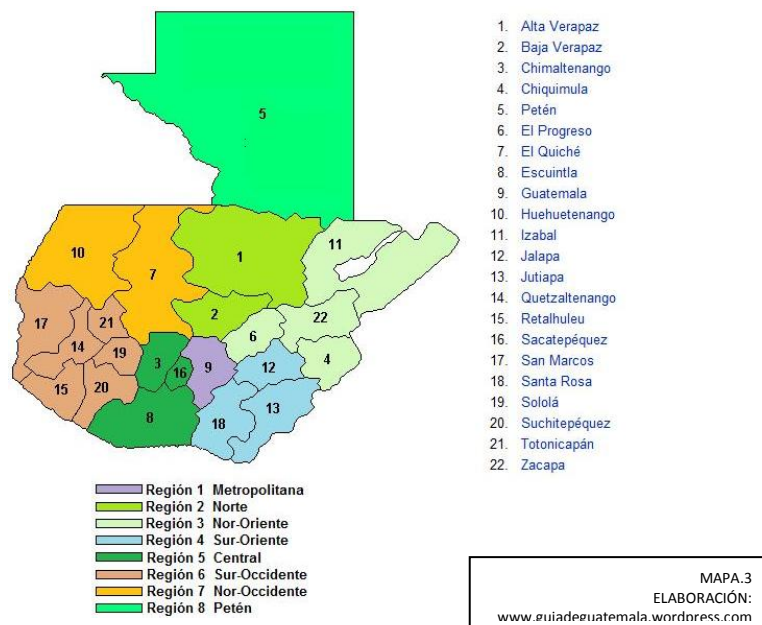 5
10
7
1
11
17
21
14
19
2
6
22
15
20
3
16
9
12
4
8
18
13
1. Alta Verapaz
2. Baja Verapaz
3. Chimaltenango
4. Chiquimula
5. Petén
6. El Progreso
7. El Quiché
8. Escuintla
9. Guatemala
10. Huehuetenango
11. Izabal
12. Jalapa
13. Jutiapa
14. Quetzaltenango
15. Retalhuleu
16. Sacatepéquez
17. San Marcos
18. Santa Rosa
19. Sololá
20. Suchitepéquez
21. Totonicapán
22. Zacapa
Región 1 Metropolitana
Región 2 Norte
Región 3 Nor-Oriente
Región 4 Sur-Oriente
Región 5 Central
Región 6 Sur-Occidente
Región 7 Nor-Occidente
Región 8 Petén
MAPA.3
ELABORACIÓN:
www.guiadeguatemala.wordpress.com